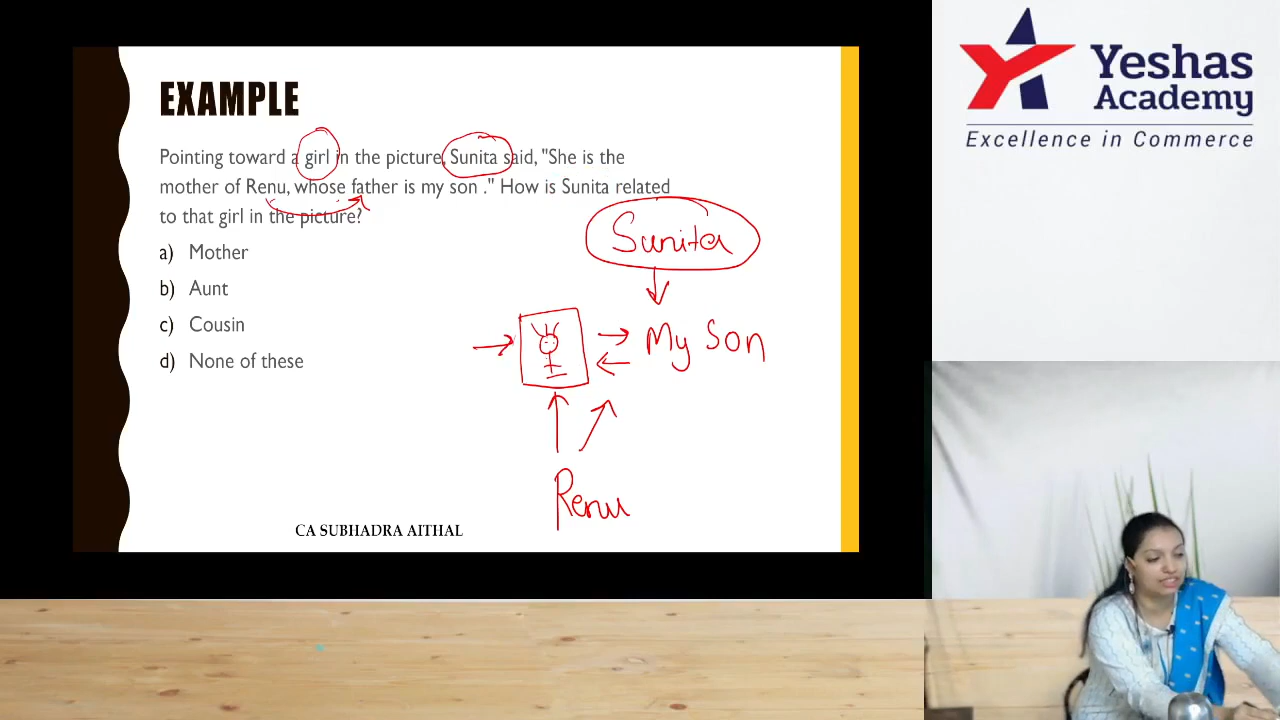 EXAMPLE
Pointing toward a girl in the picture, Sunita said, "She is the
mother of Renu, whose father is my son ." How is Sunita related
to that girl in the picture?
a) Mother
b) Aunt
c) Cousin
d) None of these
Sunita
My Son
Renu
CA SUBHADRA AITHAL
Yeshas
Academy
Excellence in Commerce